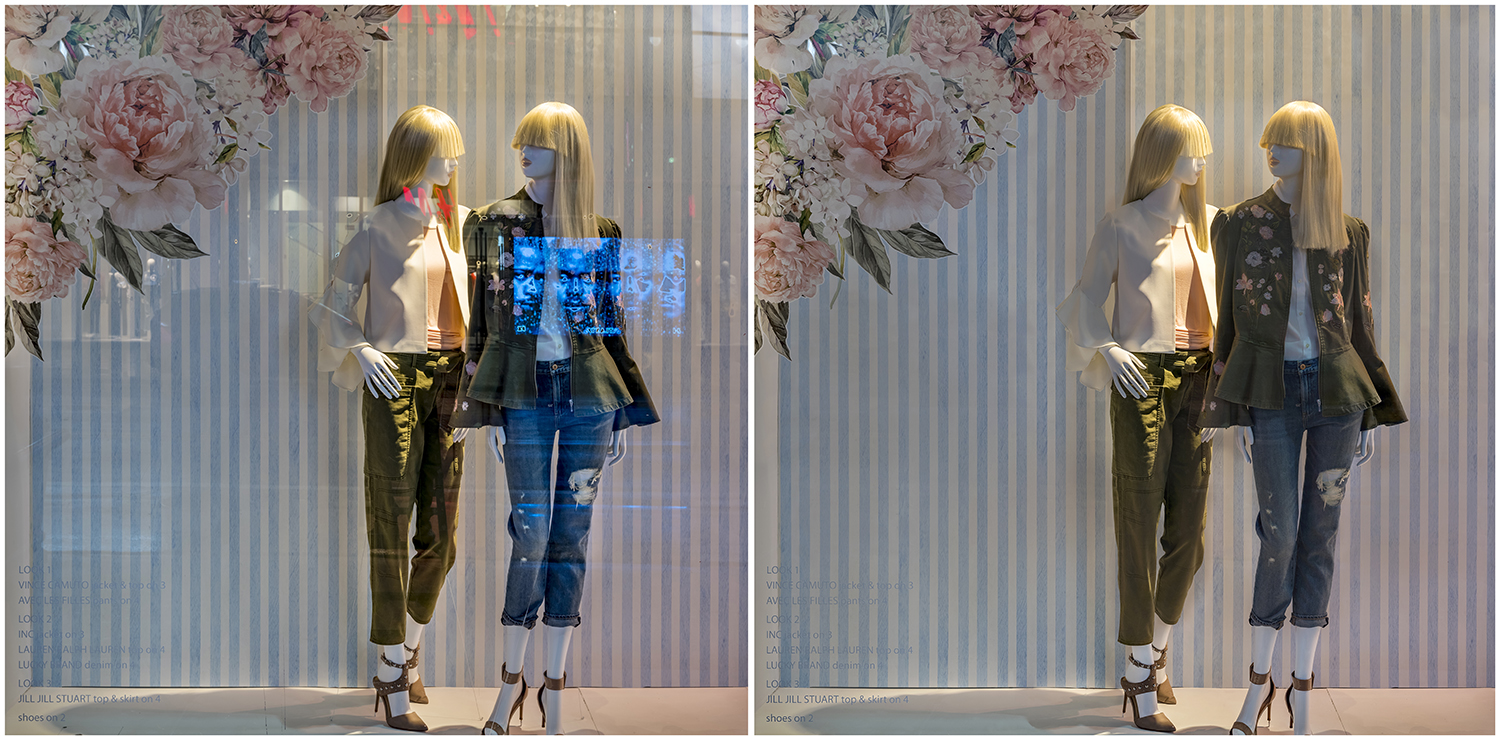 LOOK 1
VINCE CAMUTO jacket & top on 3
AVEC LES FILLES pants on 4
LOOK 2
INC jacket on 3
LAUREN RALPH LAUREN top on 4
LUCKY BRAND denim on 4
LOOK 3
JILL JILL STUART top & skirt on 4
shoes on 2
LOOK 1
VINCE CAMUTO jacket & top on 3
AVEC LES FILLES pants on 4
LOOK 2
INC jacket on 3
LAUREN RALPH LAUREN top on 4
LUCKY BRAND denim on 4
LOOK 3
JILL JILL STUART top & skirt on 4
shoes on 2